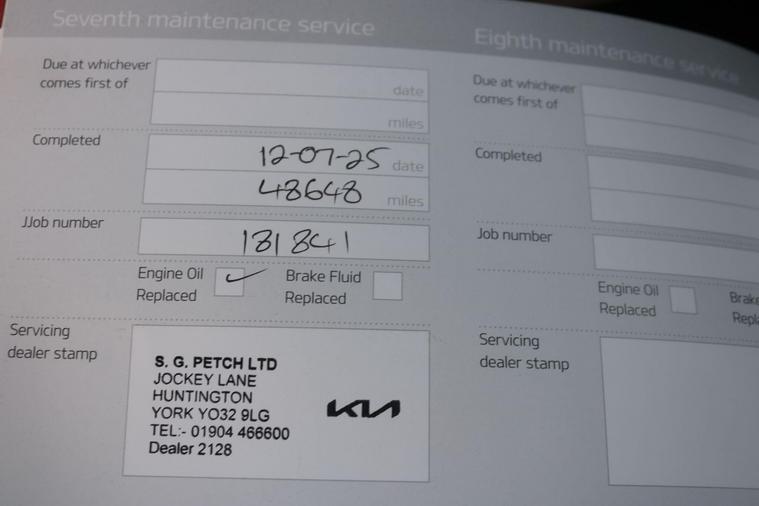 Seventh maintenance service
Due at whichever
comes first of
date
miles
Completed
12-07-25 date
48648 miles
JJob number
181841
Engine Oil
Replaced
Brake Fluid
Replaced
Servicing
dealer stamp
S. G. PETCH LTD
JOCKEY LANE
HUNTINGTON
YORK YO32 9LG
TEL:- 01904 466600
Dealer 2128
KIA
Eighth maintenance service
Due at whichever
comes first of
Completed
Job number
Engine Oil
Replaced
Servicing
dealer stamp